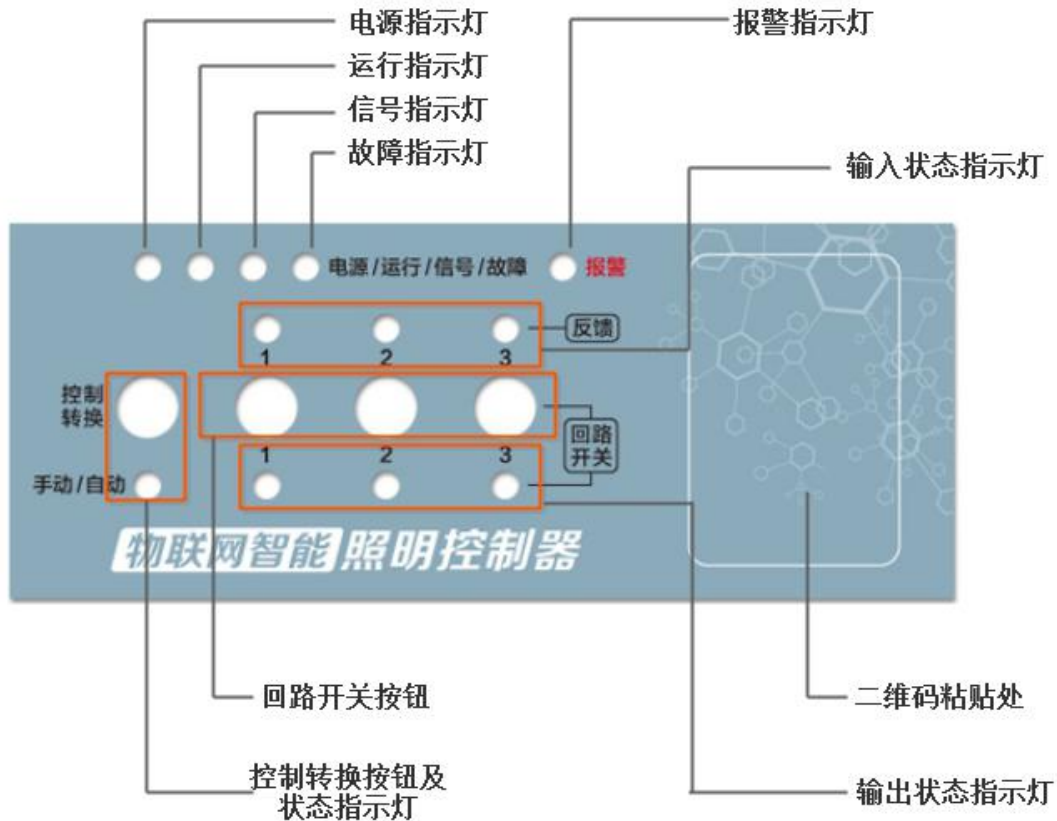 电源指示灯
报警指示灯
运行指示灯
信号指示灯
故障指示灯
输入状态指示灯
电源/运行/信号/故障
报警
反馈
1 2 3
控制
转换
回路
开关
1 2 3
手动/自动
物联网智能照明控制器
回路开关按钮
二维码粘贴处
控制转换按钮及
状态指示灯
输出状态指示灯